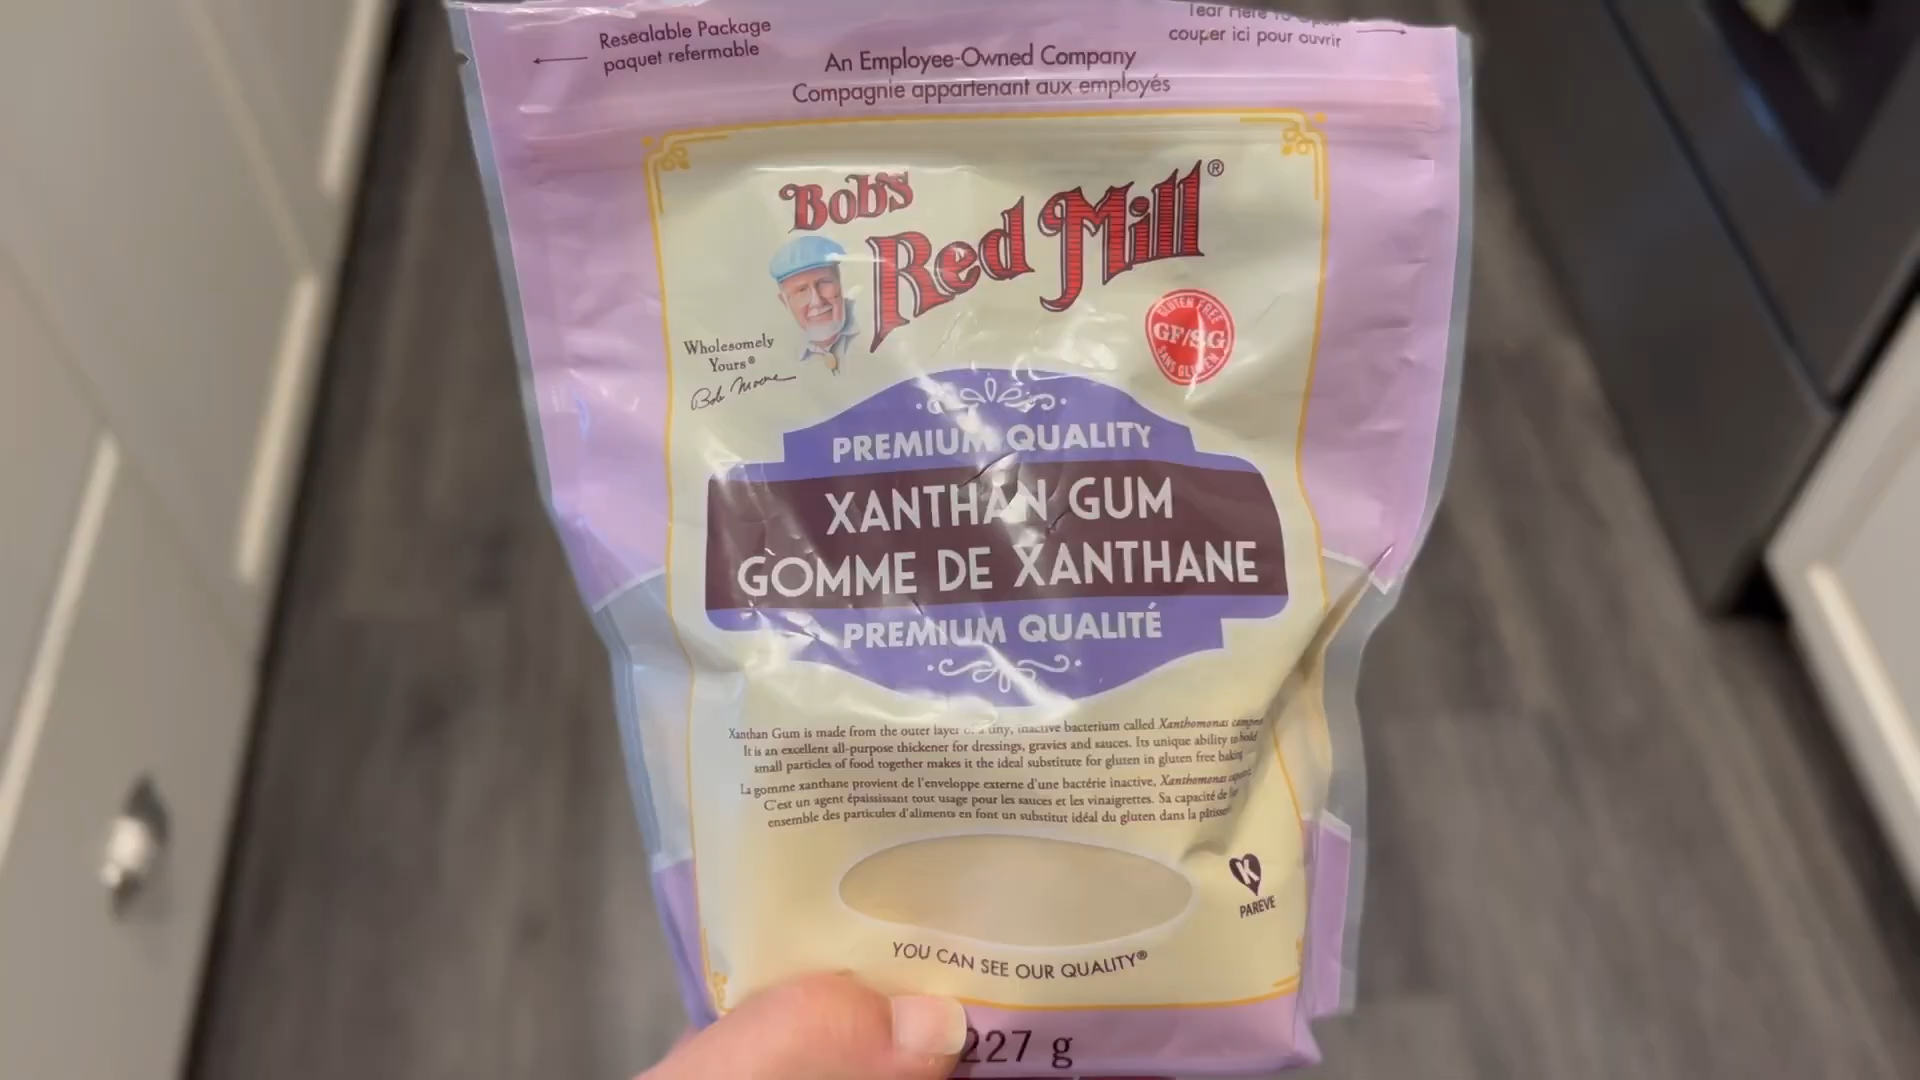 Resealable Package
paquet refermable
Tear Here To Open
couper ici pour ouvrir
An Employee-Owned Company
Compagnie appartenant aux employés
Bob's
Red Mill®
Wholesomely
Yours®
Bob Moore
GLUTEN FREE
GF/SG
SANS GLUTEN
PREMIUM QUALITY
XANTHAN GUM
GOMME DE XANTHANE
PREMIUM QUALITÉ
Xanthan Gum is made from the outer layer of a tiny, inactive bacterium called Xanthomonas
It is an excellent all-purpose thickener for dressings, gravies and sauces. Its unique ability to hold
small particles of food together makes it the ideal substitute for gluten in gluten free baking
La gomme xanthane provient de l'enveloppe externe d'une bactérie inactive, Xanthomonas
C'est un agent épaississant tout usage pour les sauces et les vinaigrettes. Sa capacité de
ensemble des particules d'aliments en font un substitut idéal du gluten dans la
K
PAREVE
YOU CAN SEE OUR QUALITY®
227 g